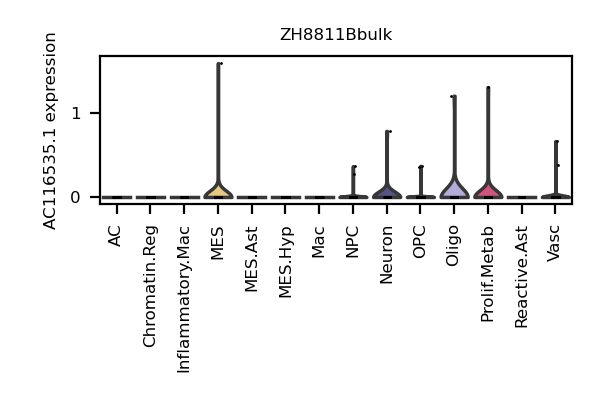 ZH8811Bbulk
AC116535.1 expression
1
0
AC
Chromatin.Reg
Inflammatory.Mac
MES
MES.Ast
MES.Hyp
Mac
NPC
Neuron
OPC
Oligo
Prolif.Metab
Reactive.Ast
Vasc